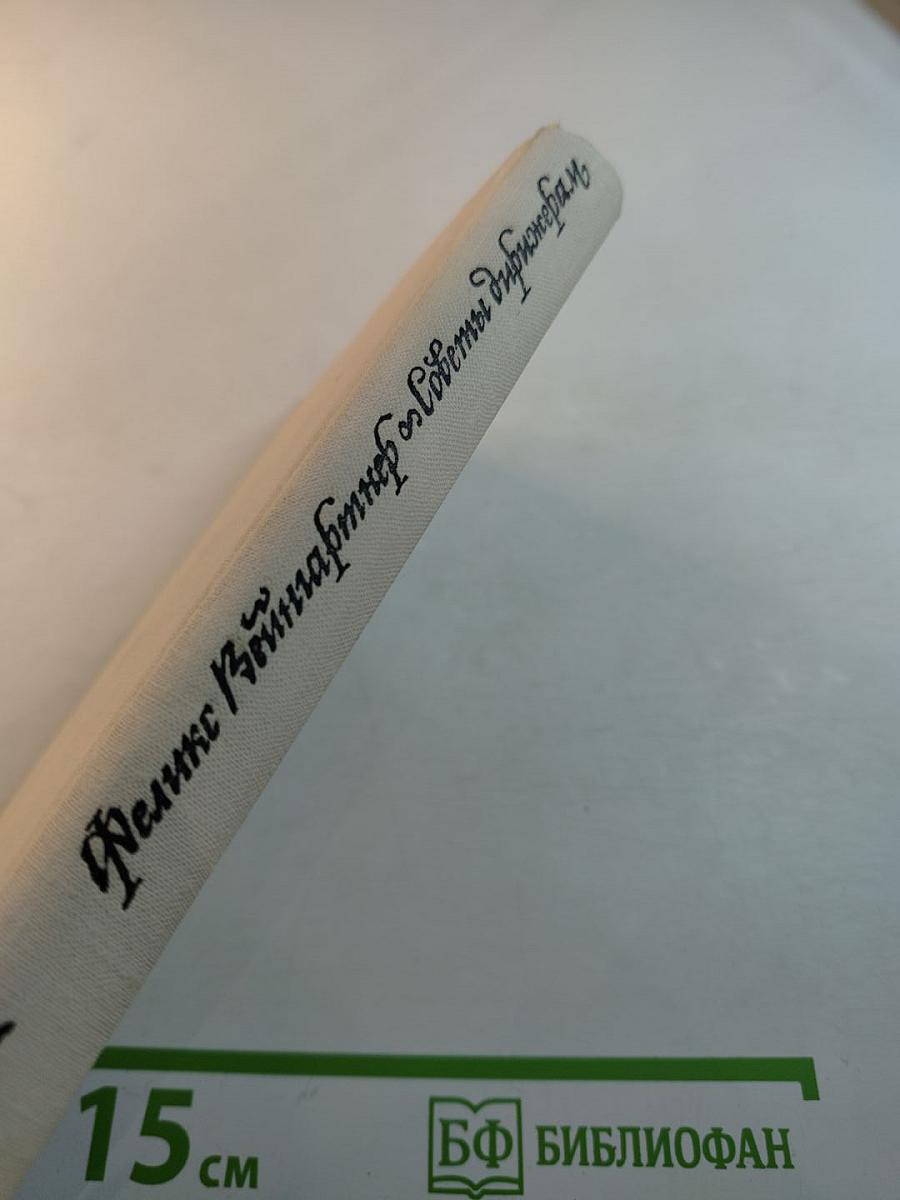 Феликс Вейнгартнер Советы дирижерам
15 см
БФ БИБЛИОФАН